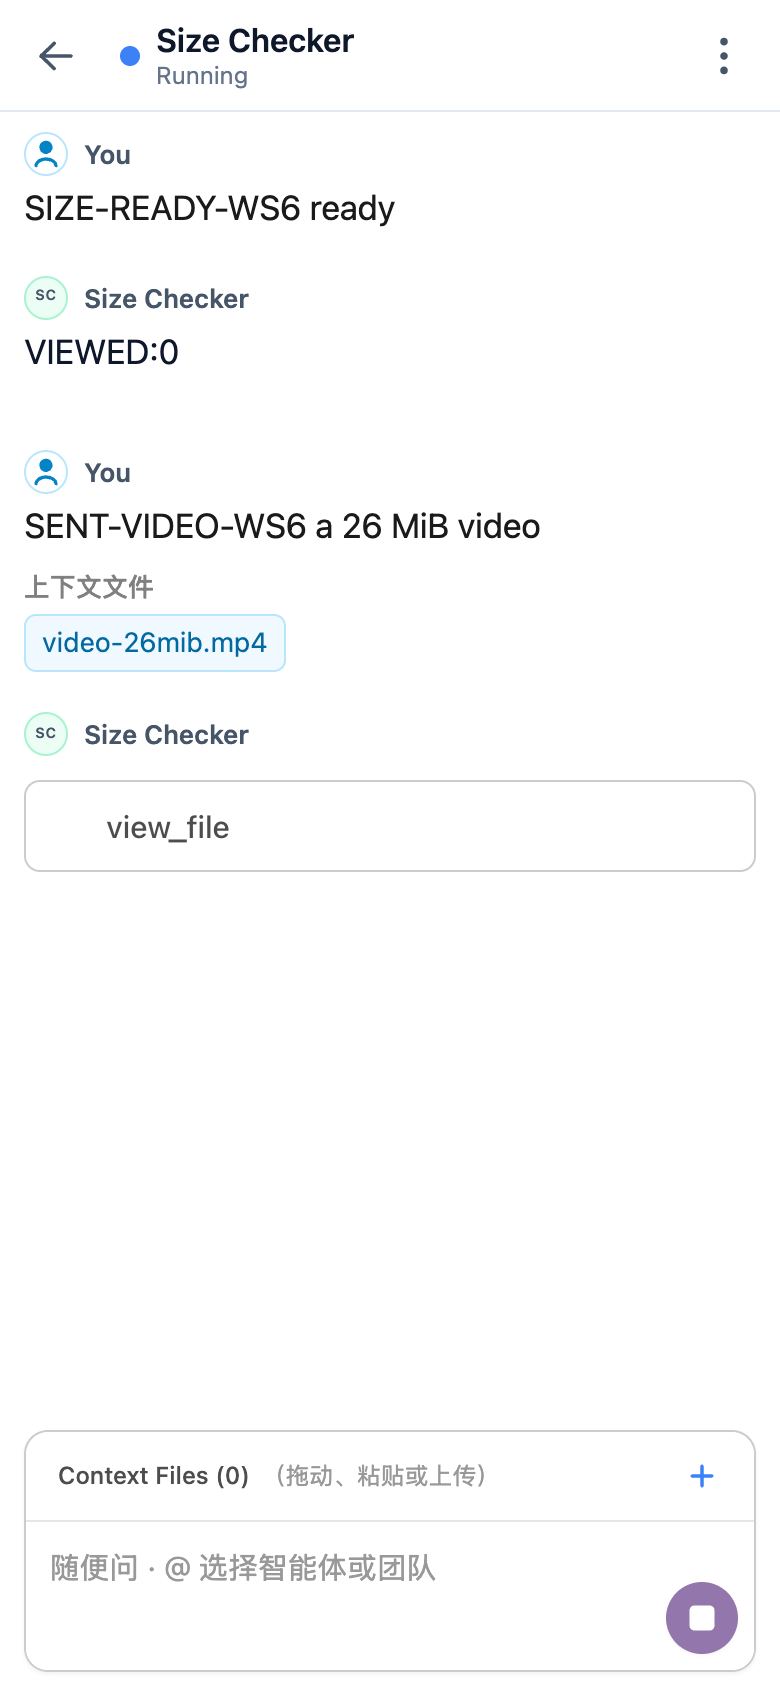 Size Checker
Running
You
SIZE-READY-WS6 ready
SC
Size Checker
VIEWED:0
You
SENT-VIDEO-WS6 a 26 MiB video
上下文文件
video-26mib.mp4
SC
Size Checker
view_file
Context Files (0) （拖动、粘贴或上传）
随便问 · @ 选择智能体或团队